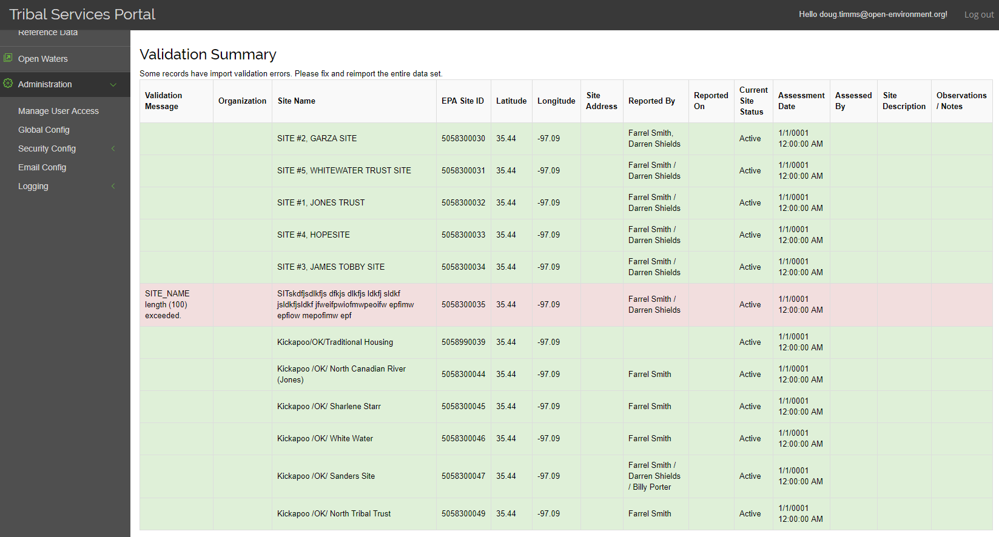 Tribal Services Portal
Hello doug.timms@open-environment.org!
Log out
Reference Data
Open Waters
Administration
Manage User Access
Global Config
Security Config
Email Config
Logging
Validation Summary
Some records have import validation errors. Please fix and reimport the entire data set.
Validation Message Organization Site Name EPA Site ID Latitude Longitude Site Address Reported By Reported On Current Site Status Assessment Date Assessed By Site Description Observations / Notes
SITE #2, GARZA SITE 5058300030 35.44 -97.09 Farrel Smith, Darren Shields Active 1/1/0001 12:00:00 AM
SITE #5, WHITEWATER TRUST SITE 5058300031 35.44 -97.09 Farrel Smith / Darren Shields Active 1/1/0001 12:00:00 AM
SITE #1, JONES TRUST 5058300032 35.44 -97.09 Farrel Smith / Darren Shields Active 1/1/0001 12:00:00 AM
SITE #4, HOPESITE 5058300033 35.44 -97.09 Farrel Smith / Darren Shields Active 1/1/0001 12:00:00 AM
SITE #3, JAMES TOBBY SITE 5058300034 35.44 -97.09 Farrel Smith / Darren Shields Active 1/1/0001 12:00:00 AM
SITE_NAME length (100) exceeded. SITskdfjsdlkfjs dfkjs dlkfjs ldkfj sldkf jsldkfjsldkf jfweifpwiofmwpeoifw epfimw epfiow mepofimw epf 5058300035 35.44 -97.09 Farrel Smith / Darren Shields Active 1/1/0001 12:00:00 AM
Kickapoo/OK/Traditional Housing 5058990039 35.44 -97.09 Active 1/1/0001 12:00:00 AM
Kickapoo /OK/ North Canadian River (Jones) 5058300044 35.44 -97.09 Farrel Smith Active 1/1/0001 12:00:00 AM
Kickapoo /OK/ Sharlene Starr 5058300045 35.44 -97.09 Farrel Smith Active 1/1/0001 12:00:00 AM
Kickapoo /OK/ White Water 5058300046 35.44 -97.09 Farrel Smith Active 1/1/0001 12:00:00 AM
Kickapoo /OK/ Sanders Site 5058300047 35.44 -97.09 Farrel Smith / Darren Shields / Billy Porter Active 1/1/0001 12:00:00 AM
Kickapoo /OK/ North Tribal Trust 5058300049 35.44 -97.09 Farrel Smith Active 1/1/0001 12:00:00 AM